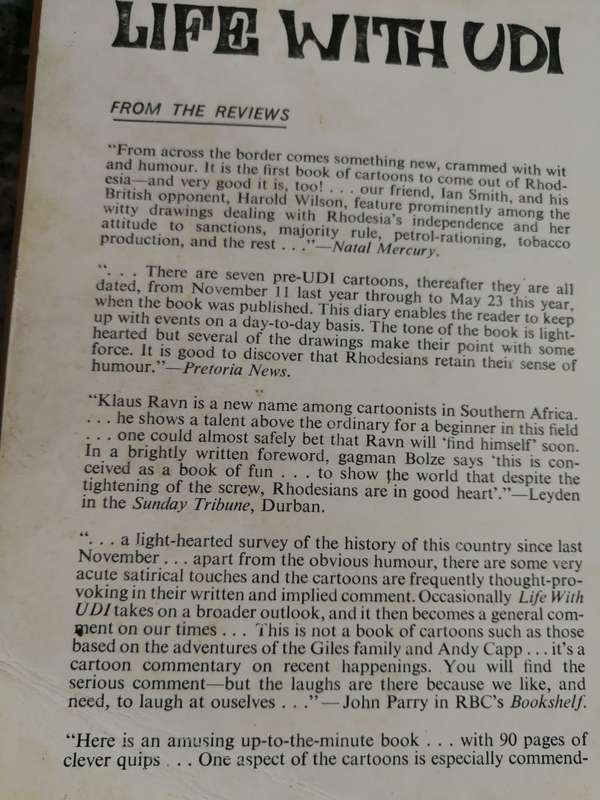 LIFE WITH UDI
FROM THE REVIEWS
“From across the border comes something new, crammed with wit
and humour. It is the first book of cartoons to come out of Rhod-
esia—and very good it is, too! . . . our friend, Ian Smith, and his
British opponent, Harold Wilson, feature prominently among the
witty drawings dealing with Rhodesia’s independence and her
attitude to sanctions, majority rule, petrol-rationing, tobacco
production, and the rest . . .”—Natal Mercury.
“. . . There are seven pre-UDI cartoons, thereafter they are all
dated, from November 11 last year through to May 23 this year,
when the book was published. This diary enables the reader to keep
up with events on a day-to-day basis. The tone of the book is light-
hearted but several of the drawings make their point with some
force. It is good to discover that Rhodesians retain their sense of
humour.”—Pretoria News.
“Klaus Ravn is a new name among cartoonists in Southern Africa.
. . . he shows a talent above the ordinary for a beginner in this field
. . . one could almost safely bet that Ravn will ‘find himself’ soon.
In a brightly written foreword, gagman Bolze says ‘this is con-
ceived as a book of fun . . . to show the world that despite the
tightening of the screw, Rhodesians are in good heart’.”—Leyden
in the Sunday Tribune, Durban.
“. . . a light-hearted survey of the history of this country since last
November . . . apart from the obvious humour, there are some very
acute satirical touches and the cartoons are frequently thought-pro-
voking in their written and implied comment. Occasionally Life With
UDI takes on a broader outlook, and it then becomes a general com-
ment on our times . . . This is not a book of cartoons such as those
based on the adventures of the Giles family and Andy Capp . . . it’s a
cartoon commentary on recent happenings. You will find the
serious comment—but the laughs are there because we like, and
need, to laugh at ouselves . . .”—John Parry in RBC’s Bookshelf.
“Here is an amusing up-to-the-minute book . . . with 90 pages of
clever quips . . . One aspect of the cartoons is especially commend-